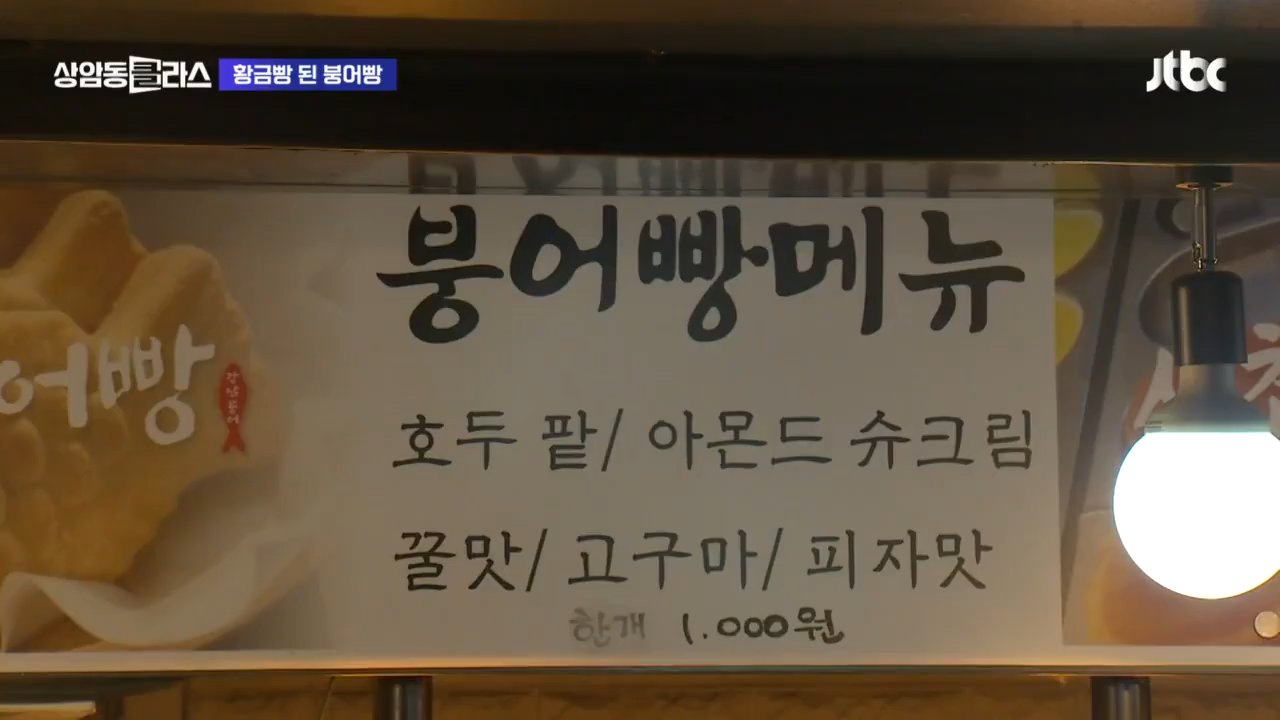 상암동클라스 황금빵 된 붕어빵
jtbc
붕어빵메뉴
어빵
호두 팥/ 아몬드 슈크림
꿀맛/ 고구마/ 피자맛
한개 1.000원